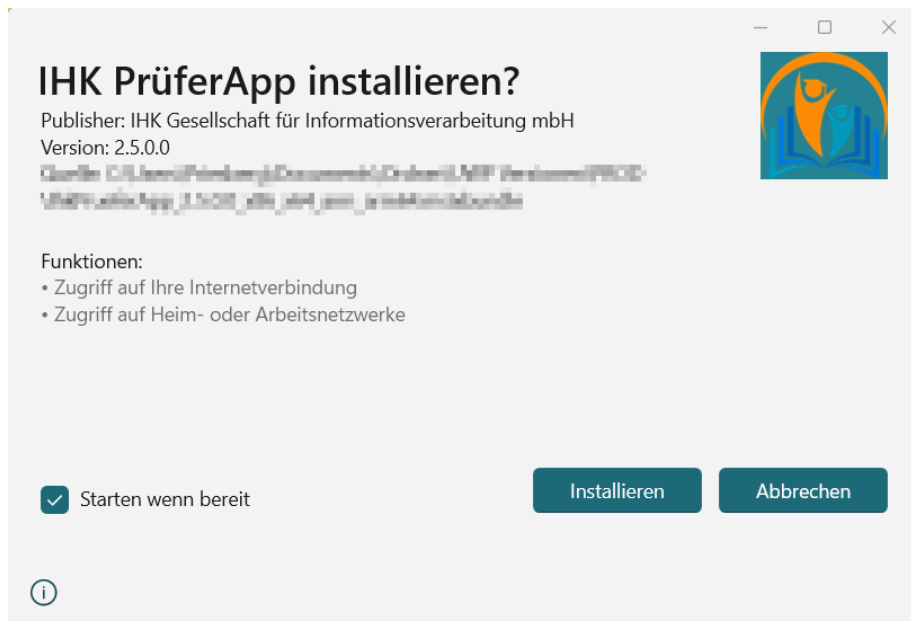 IHK PrüferApp installieren?
Publisher: IHK Gesellschaft für Informationsverarbeitung mbH
Version: 2.5.0.0
Funktionen:
• Zugriff auf Ihre Internetverbindung
• Zugriff auf Heim- oder Arbeitsnetzwerke
Starten wenn bereit
Installieren
Abbrechen